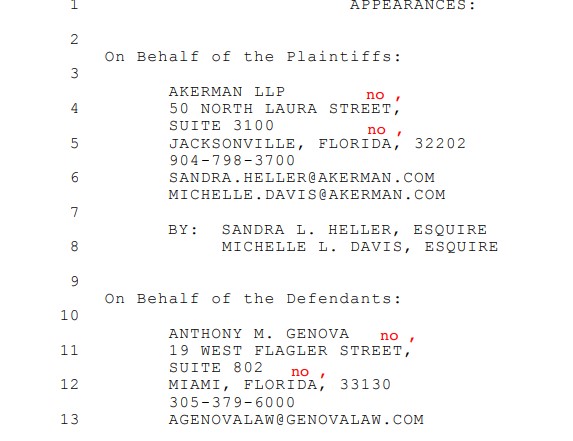 1 APPEARANCES:
2
On Behalf of the Plaintiffs:
3
AKERMAN LLP no ,
4 50 NORTH LAURA STREET,
SUITE 3100 no ,
5 JACKSONVILLE, FLORIDA, 32202
904-798-3700
6 SANDRA.HELLER@AKERMAN.COM
MICHELLE.DAVIS@AKERMAN.COM
7
BY: SANDRA L. HELLER, ESQUIRE
8 MICHELLE L. DAVIS, ESQUIRE
9
On Behalf of the Defendants:
10
ANTHONY M. GENOVA no ,
11 19 WEST FLAGLER STREET,
SUITE 802 no ,
12 MIAMI, FLORIDA, 33130
305-379-6000
13 AGENOVALAW@GENOVALAW.COM